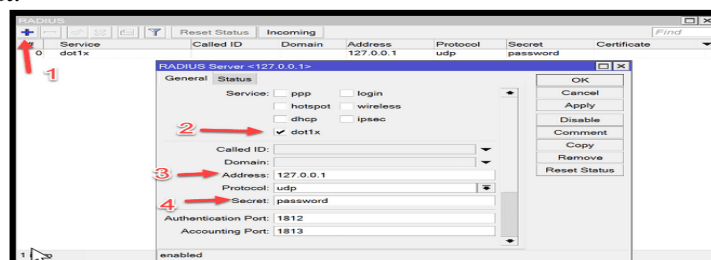 RADIUS
Reset Status Incoming Find
# Service Called ID Domain Address Protocol Secret Certificate
0 dot1x 127.0.0.1 udp password
1
RADIUS Server <127.0.0.1>
General Status
OK
Service: ppp login
Cancel
hotspot wireless
Apply
dhcp ipsec
Disable
2 dot1x
Comment
Called ID:
Copy
Domain:
Remove
3 Address: 127.0.0.1
Reset Status
Protocol: udp
4 Secret: password
Authentication Port: 1812
Accounting Port: 1813
1
enabled